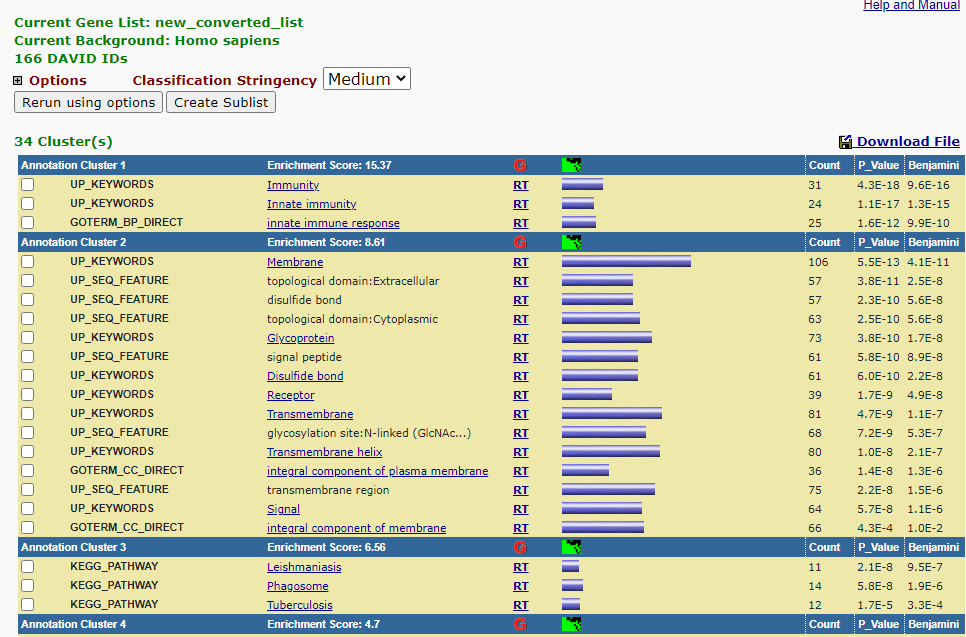 Help and Manual
Current Gene List: new_converted_list
Current Background: Homo sapiens
166 DAVID IDs
Options Classification Stringency Medium
Rerun using options Create Sublist
34 Cluster(s) Download File
Annotation Cluster 1 Enrichment Score: 15.37 G Count P_Value Benjamini
UP_KEYWORDS Immunity RT 31 4.3E-18 9.6E-16
UP_KEYWORDS Innate immunity RT 24 1.1E-17 1.3E-15
GOTERM_BP_DIRECT innate immune response RT 25 1.6E-12 9.9E-10
Annotation Cluster 2 Enrichment Score: 8.61 G Count P_Value Benjamini
UP_KEYWORDS Membrane RT 106 5.5E-13 4.1E-11
UP_SEQ_FEATURE topological domain:Extracellular RT 57 3.8E-11 2.5E-8
UP_SEQ_FEATURE disulfide bond RT 57 2.3E-10 5.6E-8
UP_SEQ_FEATURE topological domain:Cytoplasmic RT 63 2.5E-10 5.6E-8
UP_KEYWORDS Glycoprotein RT 73 3.8E-10 1.7E-8
UP_SEQ_FEATURE signal peptide RT 61 5.8E-10 8.9E-8
UP_KEYWORDS Disulfide bond RT 61 6.0E-10 2.2E-8
UP_KEYWORDS Receptor RT 39 1.7E-9 4.9E-8
UP_KEYWORDS Transmembrane RT 81 4.7E-9 1.1E-7
UP_SEQ_FEATURE glycosylation site:N-linked (GlcNAc...) RT 68 7.2E-9 5.3E-7
UP_KEYWORDS Transmembrane helix RT 80 1.0E-8 2.1E-7
GOTERM_CC_DIRECT integral component of plasma membrane RT 36 1.4E-8 1.3E-6
UP_SEQ_FEATURE transmembrane region RT 75 2.2E-8 1.5E-6
UP_KEYWORDS Signal RT 64 5.7E-8 1.1E-6
GOTERM_CC_DIRECT integral component of membrane RT 66 4.3E-4 1.0E-2
Annotation Cluster 3 Enrichment Score: 6.56 G Count P_Value Benjamini
KEGG_PATHWAY Leishmaniasis RT 11 2.1E-8 9.5E-7
KEGG_PATHWAY Phagosome RT 14 5.8E-8 1.9E-6
KEGG_PATHWAY Tuberculosis RT 12 1.7E-5 3.3E-4
Annotation Cluster 4 Enrichment Score: 4.7 G Count P_Value Benjamini